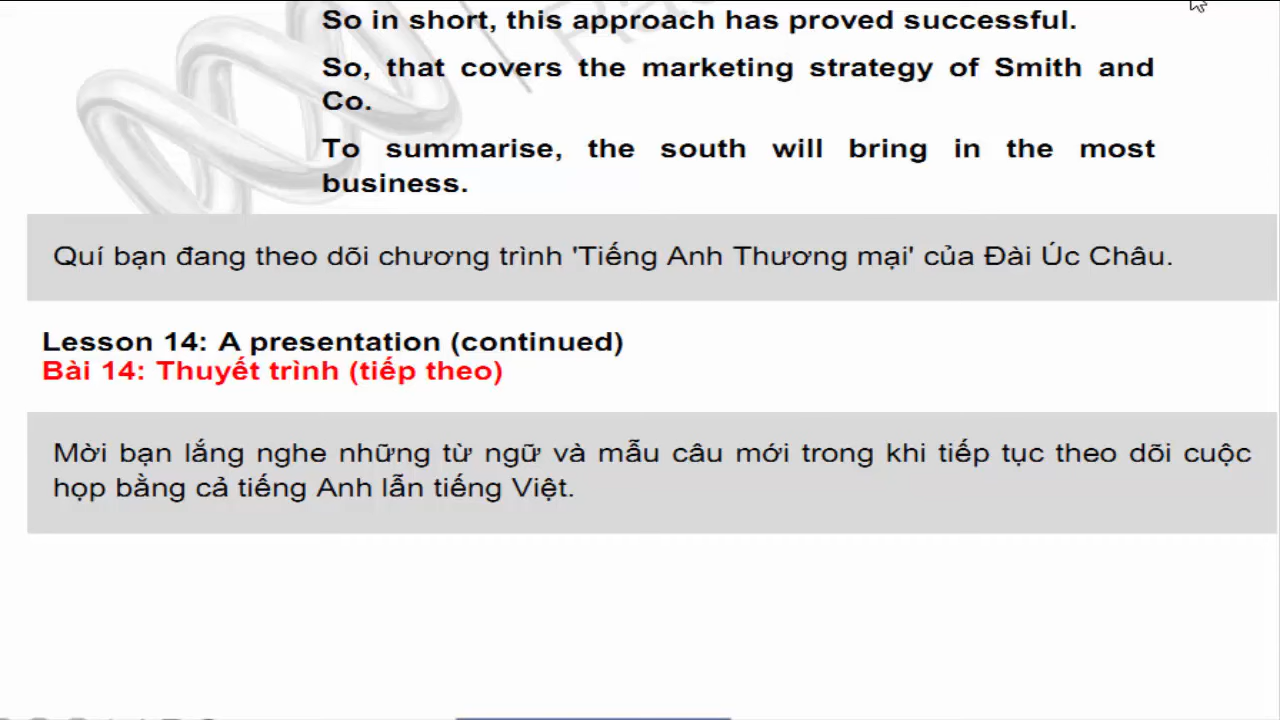 So in short, this approach has proved successful.
So, that covers the marketing strategy of Smith and
Co.
To summarise, the south will bring in the most
business.
Quí bạn đang theo dõi chương trình 'Tiếng Anh Thương mại' của Đài Úc Châu.
Lesson 14: A presentation (continued)
Bài 14: Thuyết trình (tiếp theo)
Mời bạn lắng nghe những từ ngữ và mẫu câu mới trong khi tiếp tục theo dõi cuộc
họp bằng cả tiếng Anh lẫn tiếng Việt.